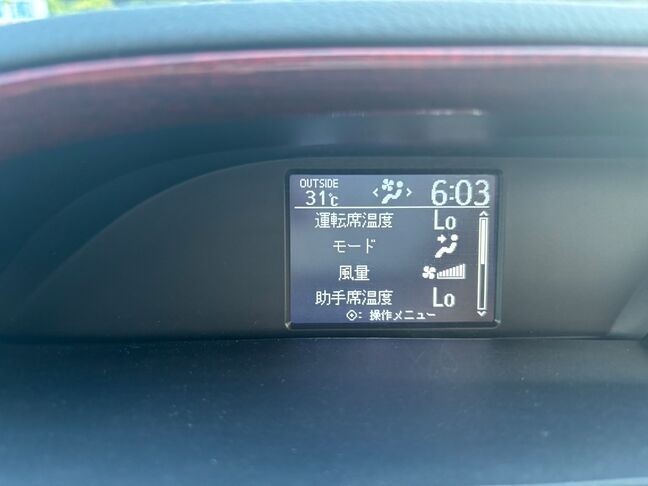 OUTSIDE 6:03
31℃
運転席温度 Lo
モード
風量
助手席温度 Lo
: 操作メニュー